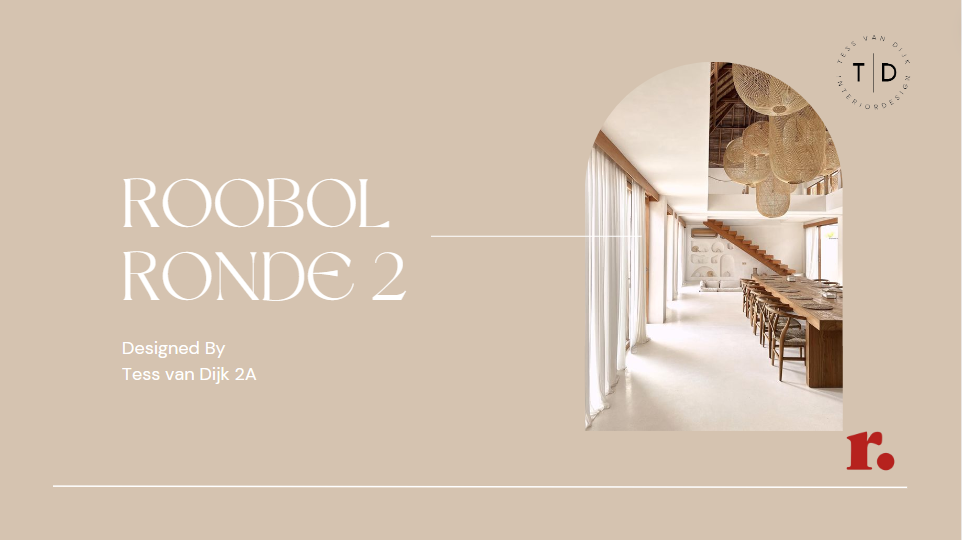 TESS VAN DIJK
T | D
INTERIORDESIGN
ROOBOL
RONDE 2
Designed By
Tess van Dijk 2A
r.